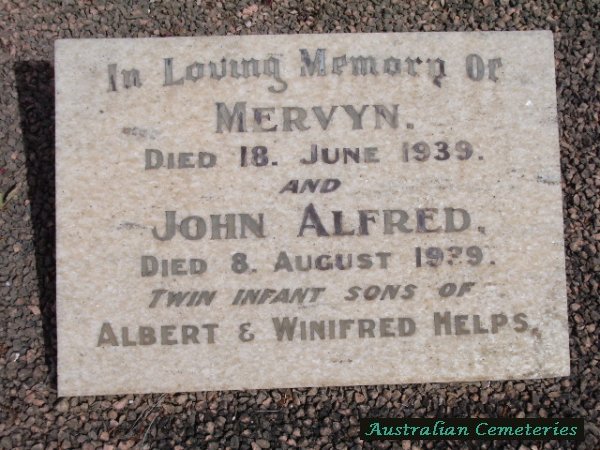 In Loving Memory Of
MERVYN.
DIED 18. JUNE 1939.
AND
JOHN ALFRED.
DIED 8. AUGUST 1939.
TWIN INFANT SONS OF
ALBERT & WINIFRED HELPS.
Australian Cemeteries